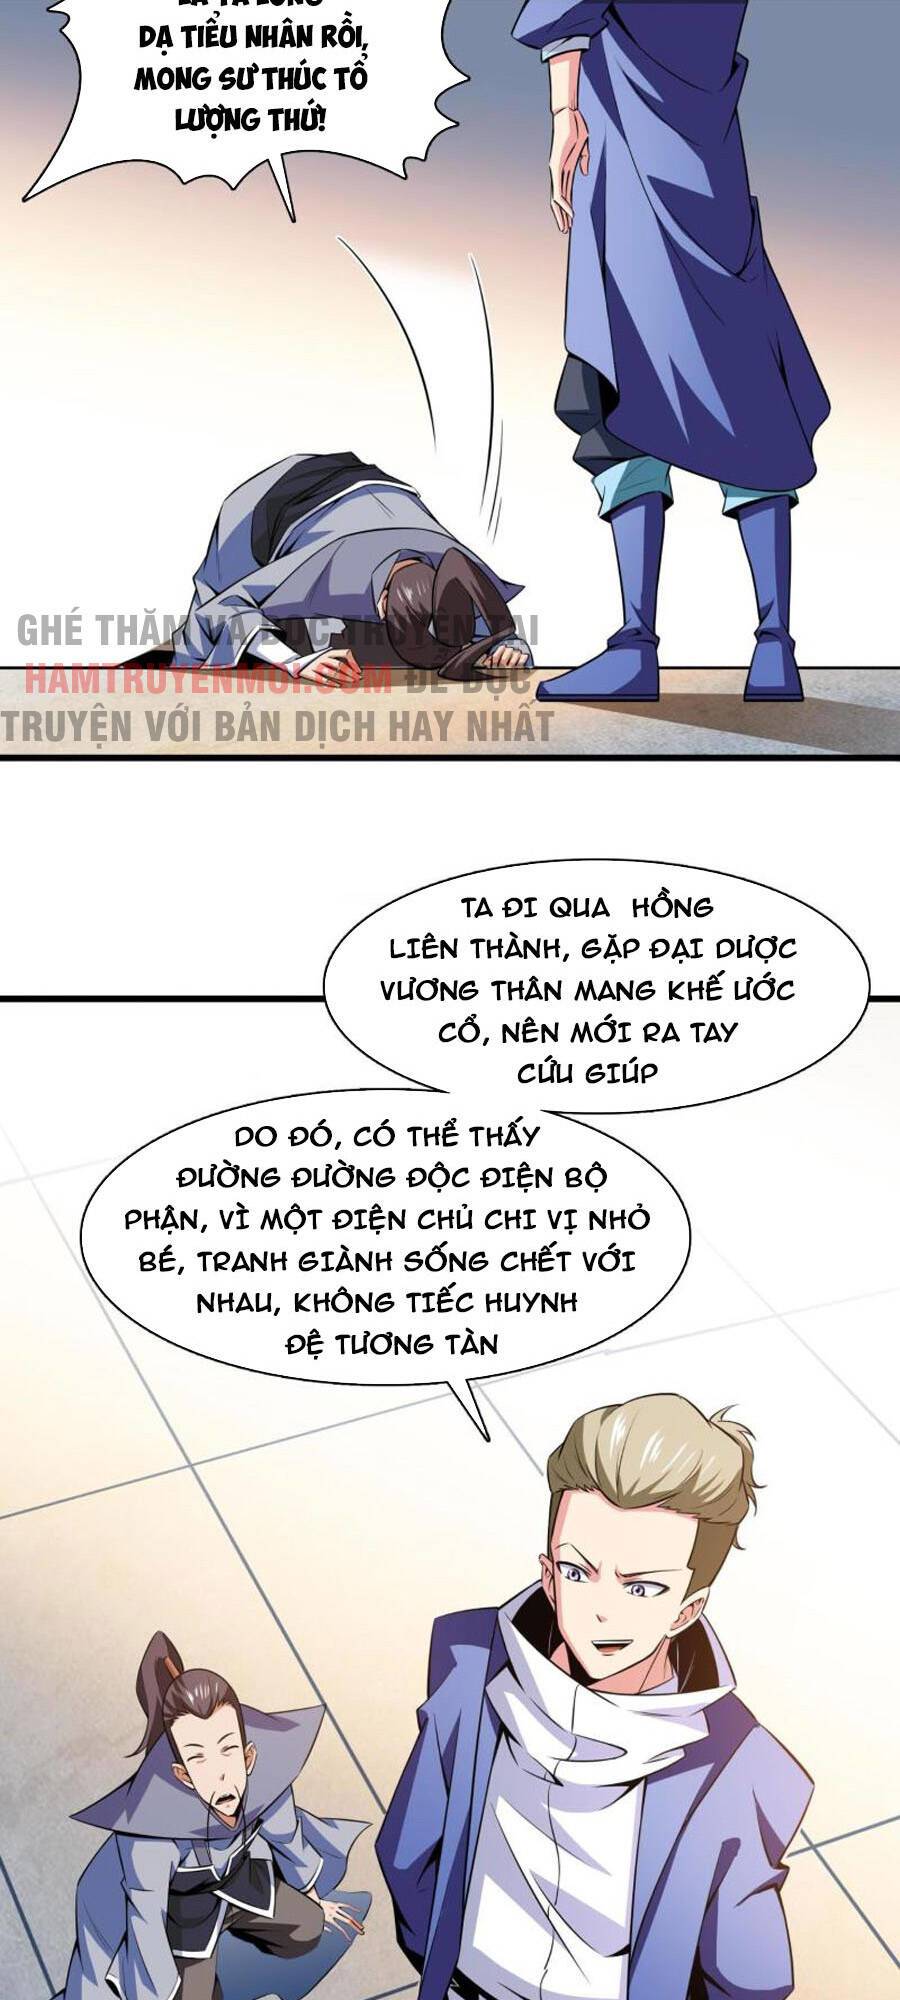 DẠ TIỂU NHÂN RỒI,
MONG SƯ THÚC TỔ
LƯỢNG THỨ!
GHÉ THĂM VÀ ĐỌC TRUYỆN TẠI
HAMTRUYENMOI.COM ĐỂ ĐỌC
TRUYỆN VỚI BẢN DỊCH HAY NHẤT
TA ĐI QUA HỒNG
LIÊN THÀNH, GẶP ĐẠI DƯỢC
VƯƠNG THÂN MANG KHẾ ƯỚC
CỔ, NÊN MỚI RA TAY
CỨU GIÚP
DO ĐÓ, CÓ THỂ THẤY
ĐƯỜNG ĐƯỜNG ĐỘC ĐIỆN BỘ
PHẬN, VÌ MỘT ĐIỆN CHỦ CHI VỊ NHỎ
BÉ, TRANH GIÀNH SỐNG CHẾT VỚI
NHAU, KHÔNG TIẾC HUYNH
ĐỆ TƯƠNG TÀN